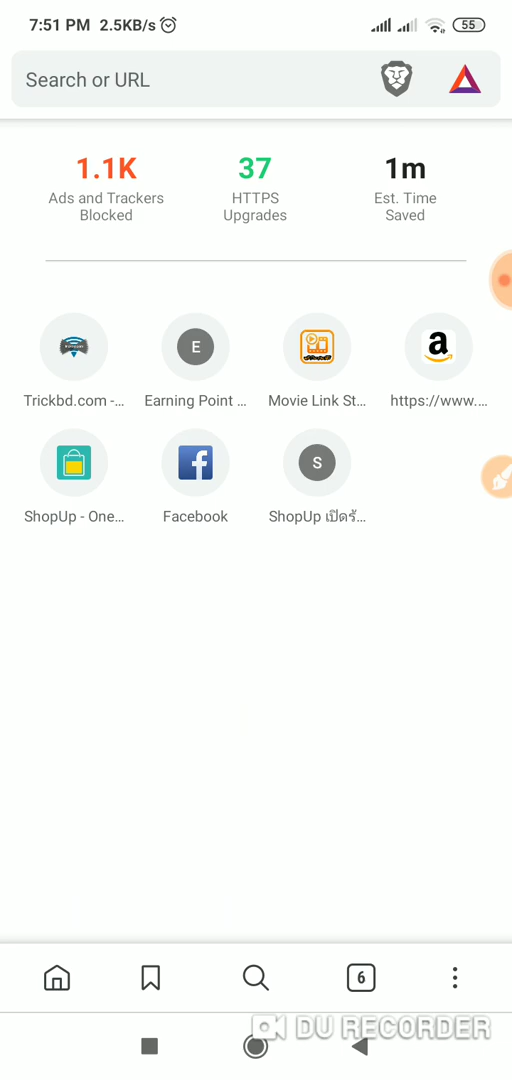 7:51 PM 2.5KB/s
55
Search or URL
1.1K
Ads and Trackers
Blocked
37
HTTPS
Upgrades
1m
Est. Time
Saved
E
a
Trickbd.com -...
Earning Point ...
Movie Link St...
https://www....
f
S
ShopUp - One...
Facebook
ShopUp เปิดรั...
6
DU RECORDER